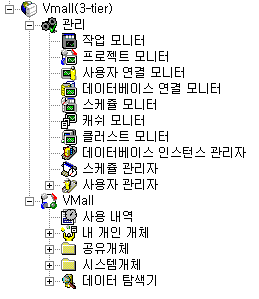 Vmall(3-tier)
관리
작업 모니터
프로젝트 모니터
사용자 연결 모니터
데이터베이스 연결 모니터
스케쥴 모니터
캐쉬 모니터
클러스트 모니터
데이터베이스 인스턴스 관리자
스케쥴 관리자
사용자 관리자
VMall
사용 내역
내 개인 개체
공유개체
시스템개체
데이터 탐색기